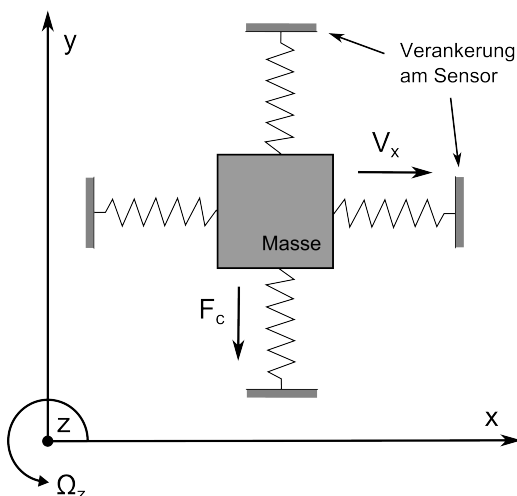 y
Verankerung
am Sensor
Vx
Masse
Fc
z
x
Ωz